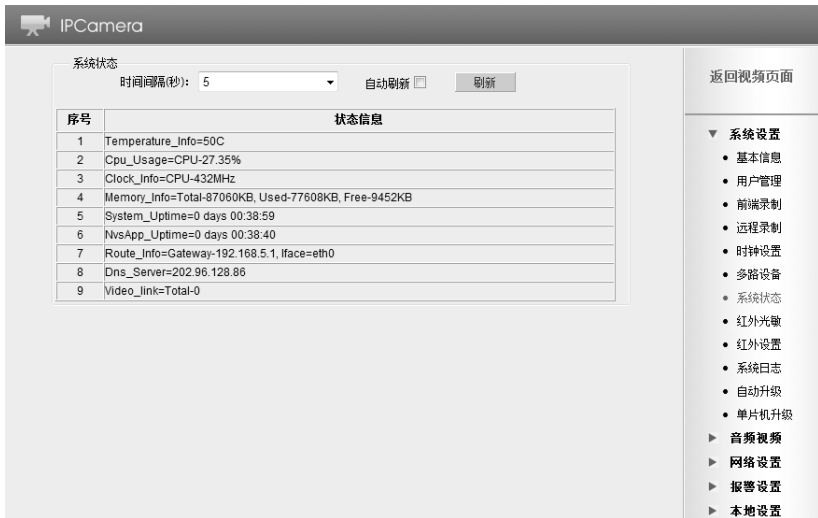 IPCamera
系统状态
时间间隔(秒): 5 自动刷新 刷新
序号 状态信息
1 Temperature_Info=50C
2 Cpu_Usage=CPU-27.35%
3 Clock_Info=CPU-432MHz
4 Memory_Info=Total-87060KB, Used-77608KB, Free-9452KB
5 System_Uptime=0 days 00:38:59
6 NvsApp_Uptime=0 days 00:38:40
7 Route_Info=Gateway-192.168.5.1, Iface=eth0
8 Dns_Server=202.96.128.86
9 Video_link=Total-0
返回视频页面
系统设置
基本信息
用户管理
前端录制
远程录制
时钟设置
多路设备
系统状态
红外光敏
红外设置
系统日志
自动升级
单片机升级
音频视频
网络设置
报警设置
本地设置